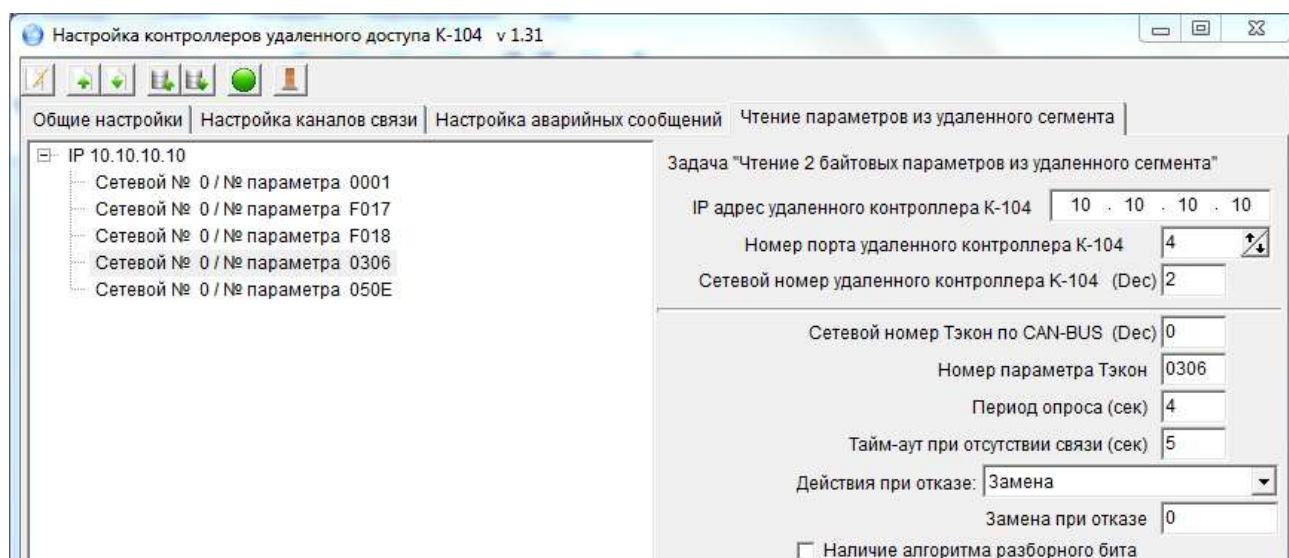 Настройка контроллеров удаленного доступа К-104 v 1.31
Общие настройки
Настройка каналов связи
Настройка аварийных сообщений
Чтение параметров из удаленного сегмента
IP 10.10.10.10
Сетевой № 0 / № параметра 0001
Сетевой № 0 / № параметра F017
Сетевой № 0 / № параметра F018
Сетевой № 0 / № параметра 0306
Сетевой № 0 / № параметра 050E
Задача "Чтение 2 байтовых параметров из удаленного сегмента"
IP адрес удаленного контроллера К-104 10 . 10 . 10 . 10
Номер порта удаленного контроллера К-104 4
Сетевой номер удаленного контроллера К-104 (Dec) 2
Сетевой номер Тэкон по CAN-BUS (Dec) 0
Номер параметра Тэкон 0306
Период опроса (сек) 4
Тайм-аут при отсутствии связи (сек) 5
Действия при отказе: Замена
Замена при отказе 0
Наличие алгоритма разборного бита